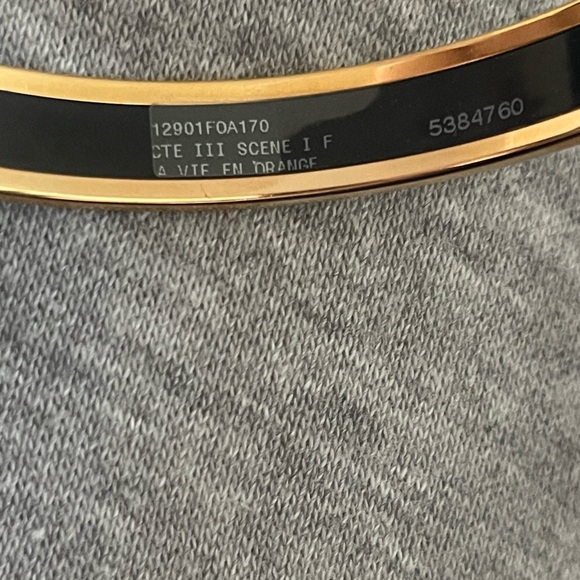 12901F0A170
CTE III SCENE I F
A VIE EN ORANGE
5384760